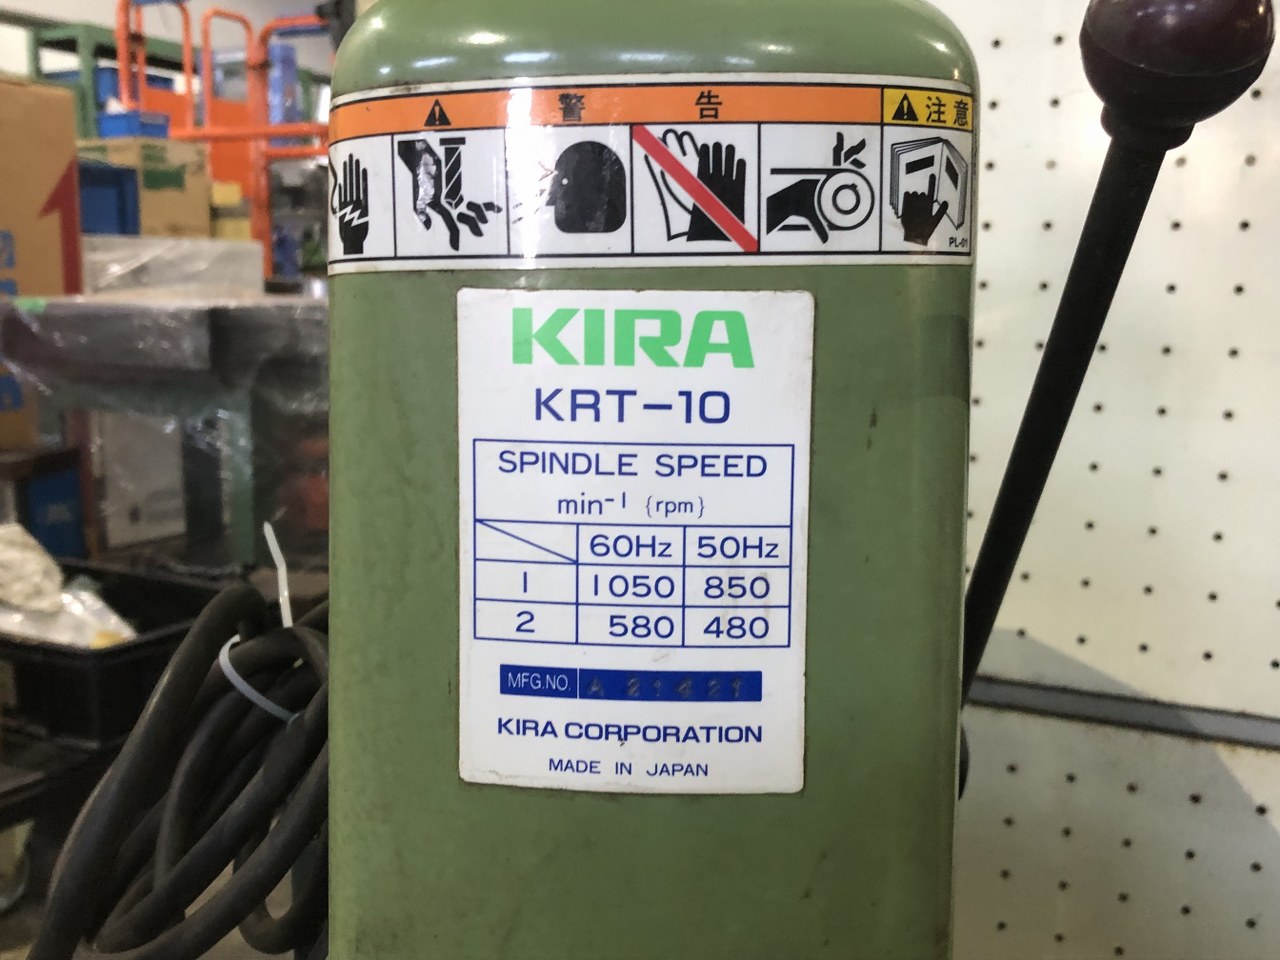 警 告
注意
PL-01
KIRA
KRT-10
SPINDLE SPEED
min⁻¹ {rpm}
60Hz 50Hz
1 1050 850
2 580 480
MFG.NO. A 21421
KIRA CORPORATION
MADE IN JAPAN